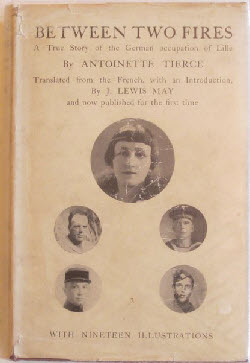 BETWEEN TWO FIRES
A True Story of the German occupation of Lille
By ANTOINETTE TIERCE
Translated from the French, with an Introduction,
By J. LEWIS MAY
and now published for the first time
WITH NINETEEN ILLUSTRATIONS